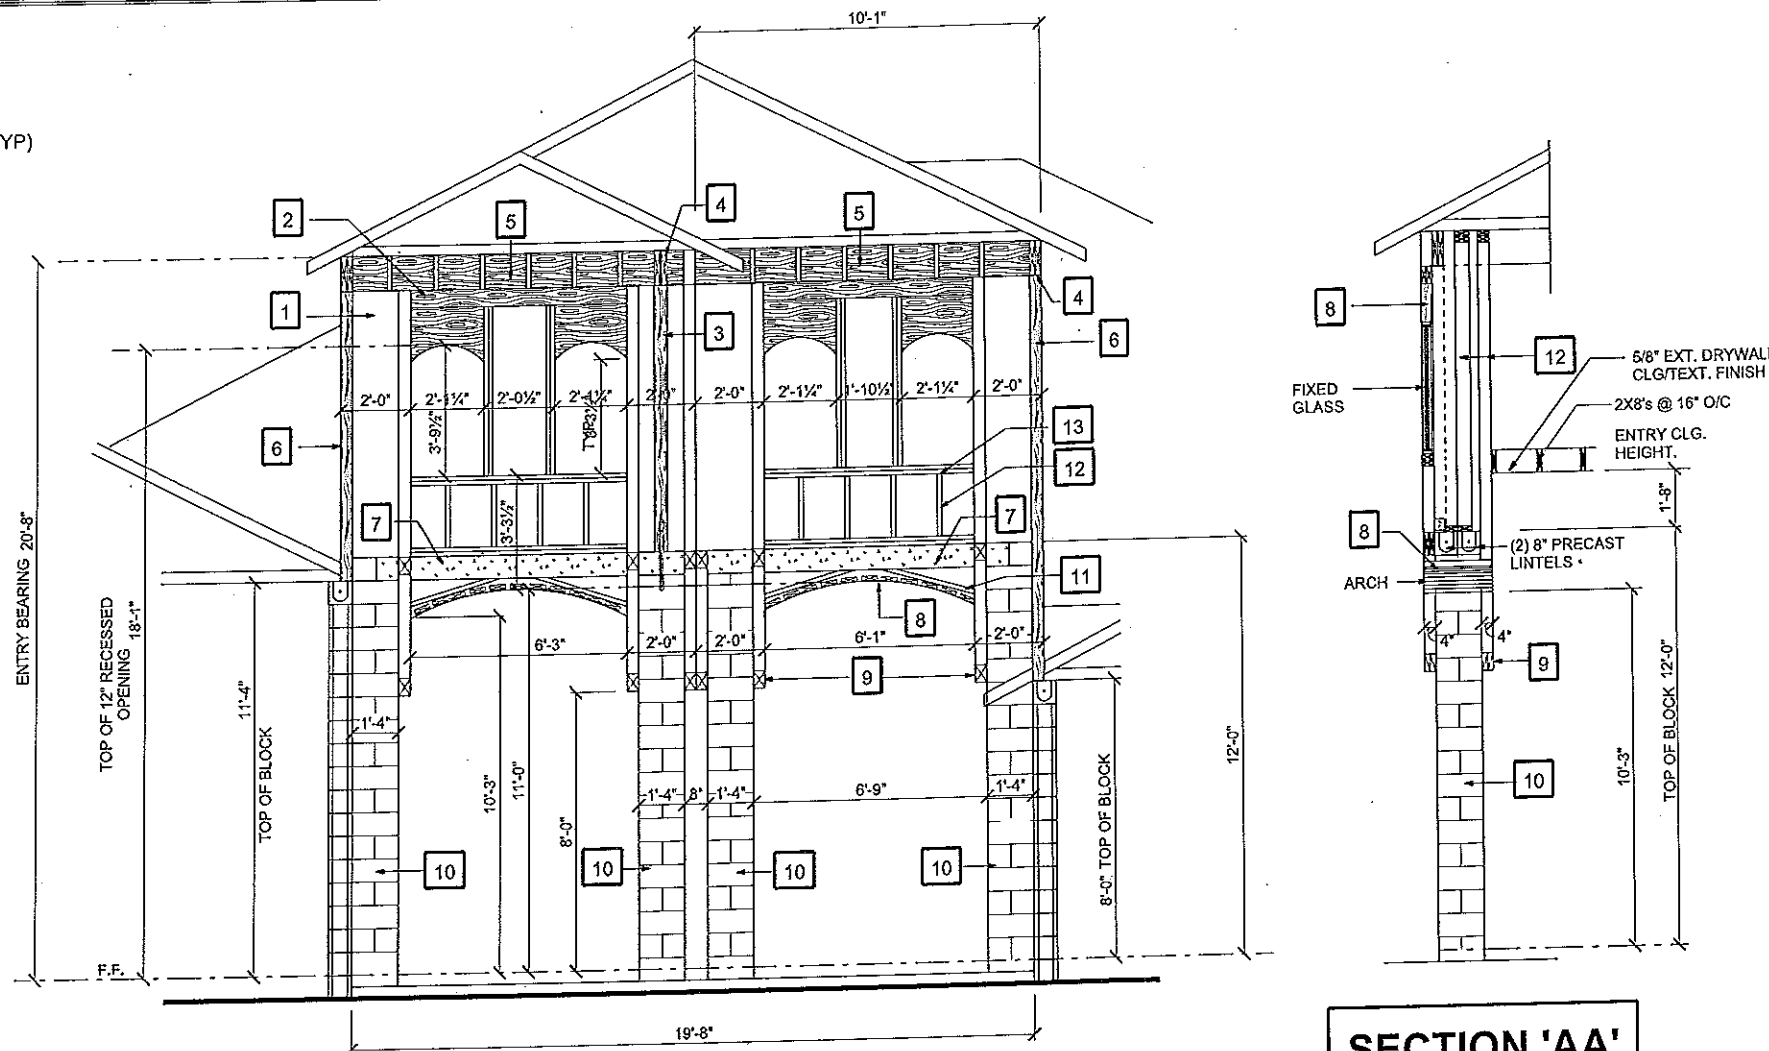 10'-1"
YP)
2
5
4
5
1
3
4
6
8
12
5/8" EXT. DRYWALL
CLG/TEXT. FINISH
2X8's @ 16" O/C
ENTRY CLG.
HEIGHT.
FIXED
GLASS
2'-0"
2'-1¼"
2'-0½"
2'-0"
2'-0"
2'-1¼"
1'-10½"
2'-1¼"
2'-0"
3'-9½"
TYP.
6
13
12
7
3'-3½"
7
1'-8"
8
(2) 8" PRECAST
LINTELS
ARCH
11
8
ENTRY BEARING 20'-8"
TOP OF 12" RECESSED
OPENING 18'-1"
11'-4"
TOP OF BLOCK
6'-3"
2'-0"
2'-0"
6'-1"
2'-0"
9
4"
4"
9
1'-4"
10'-3"
11'-0"
8'-0"
1'-4"
8"
1'-4"
6'-9"
1'-4"
8'-0" TOP OF BLOCK
12'-0"
10'-3"
TOP OF BLOCK 12'-0"
10
10
10
10
10
F.F.
19'-8"
SECTION 'AA'